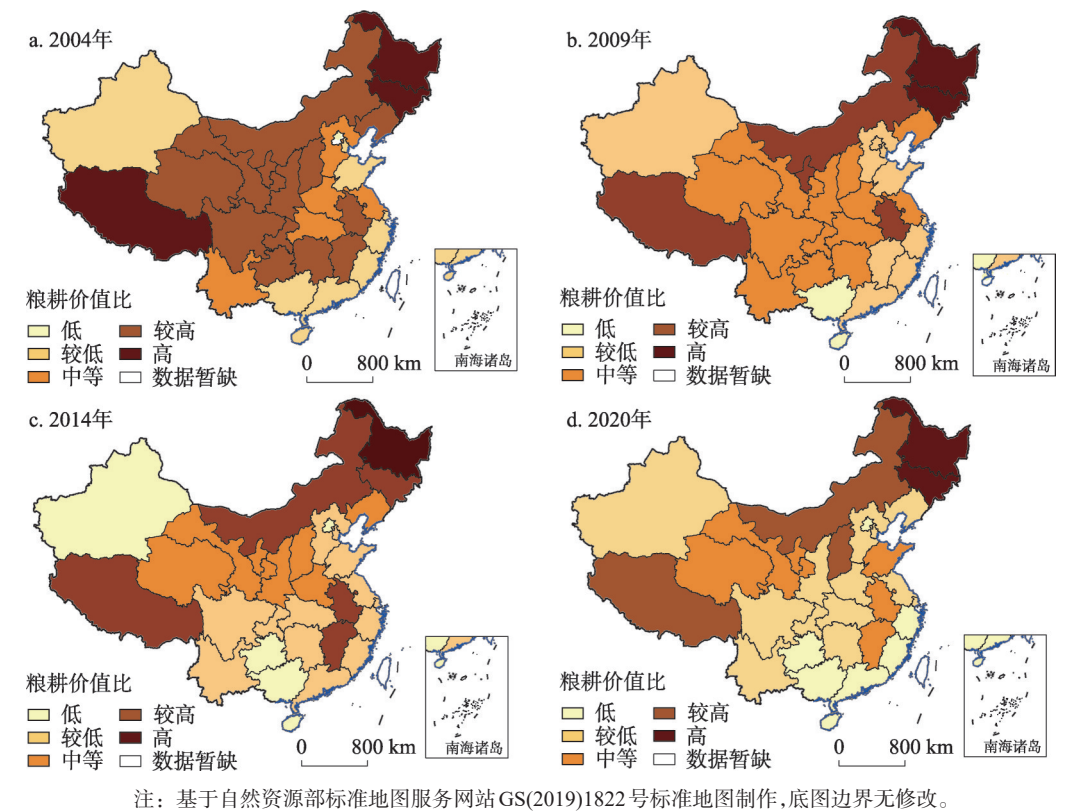 a. 2004年
粮耕价值比
低
较高
较低
高
中等
数据暂缺
0 800 km
南海诸岛
b. 2009年
粮耕价值比
低
较高
较低
高
中等
数据暂缺
0 800 km
南海诸岛
c. 2014年
粮耕价值比
低
较高
较低
高
中等
数据暂缺
0 800 km
南海诸岛
d. 2020年
粮耕价值比
低
较高
较低
高
中等
数据暂缺
0 800 km
南海诸岛
注：基于自然资源部标准地图服务网站GS(2019)1822号标准地图制作，底图边界无修改。